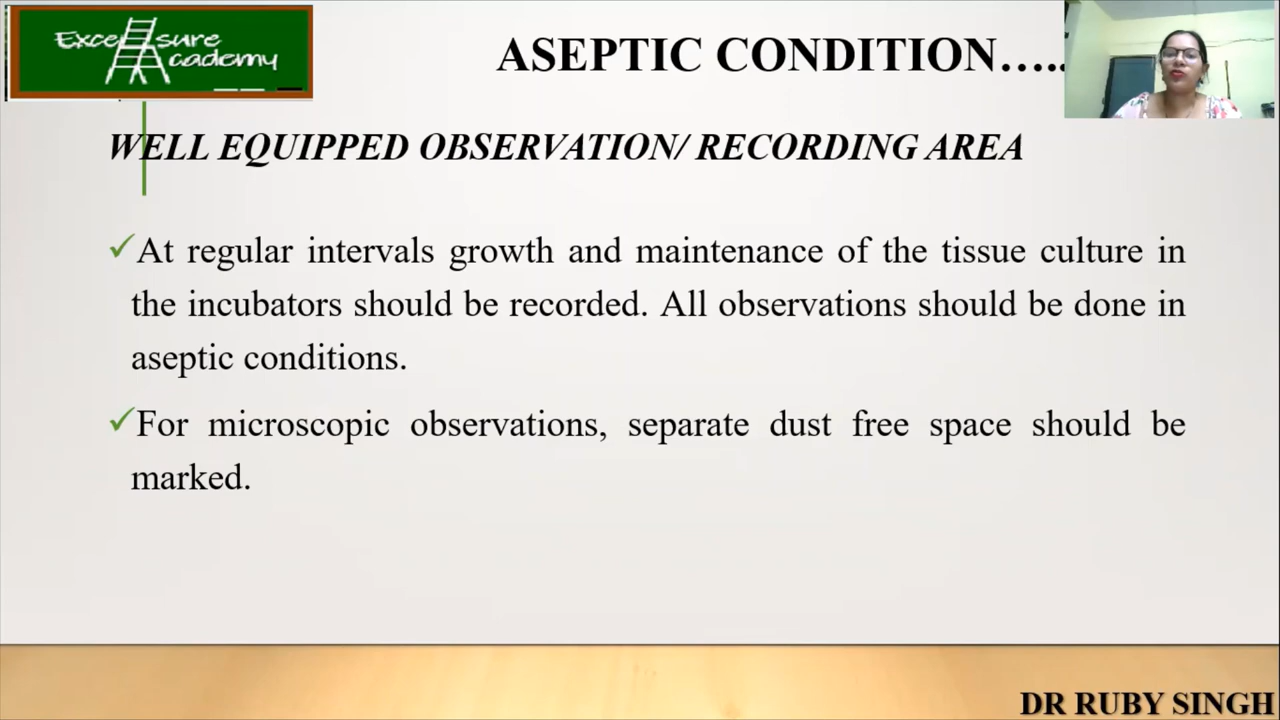 Excel sure
Academy
ASEPTIC CONDITION…..
WELL EQUIPPED OBSERVATION/ RECORDING AREA
✓At regular intervals growth and maintenance of the tissue culture in
the incubators should be recorded. All observations should be done in
aseptic conditions.
✓For microscopic observations, separate dust free space should be
marked.
DR RUBY SINGH